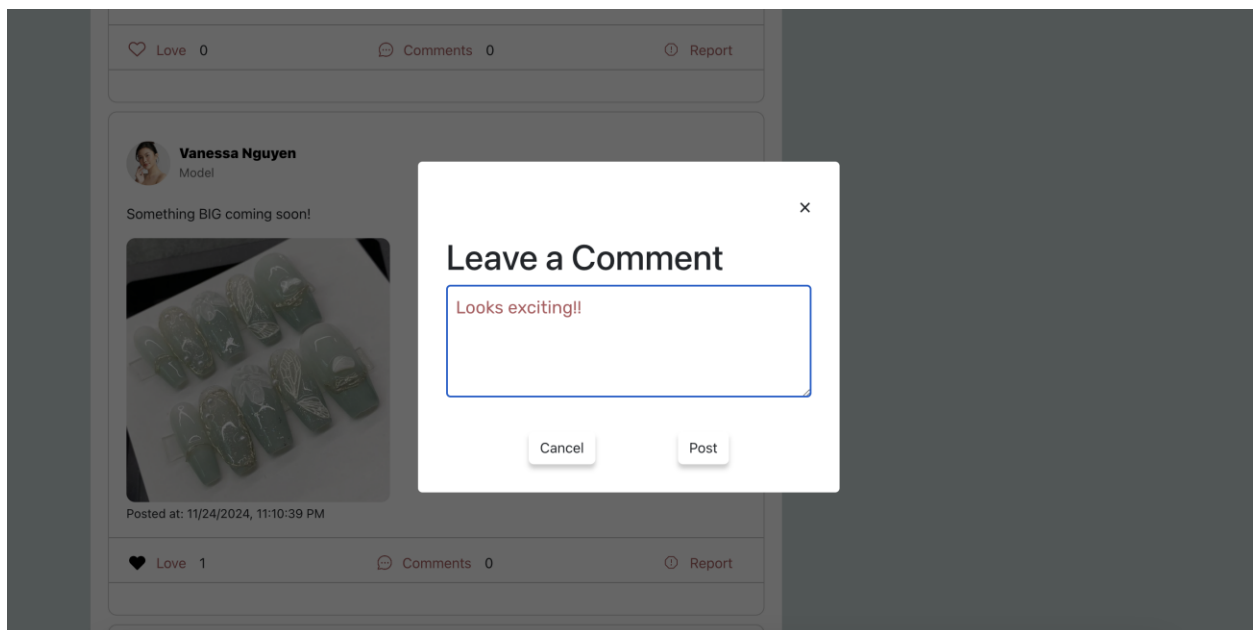 Love 0 Comments 0 Report
Vanessa Nguyen
Model
Something BIG coming soon!
Posted at: 11/24/2024, 11:10:39 PM
Love 1 Comments 0 Report
×
Leave a Comment
Looks exciting!!
Cancel Post